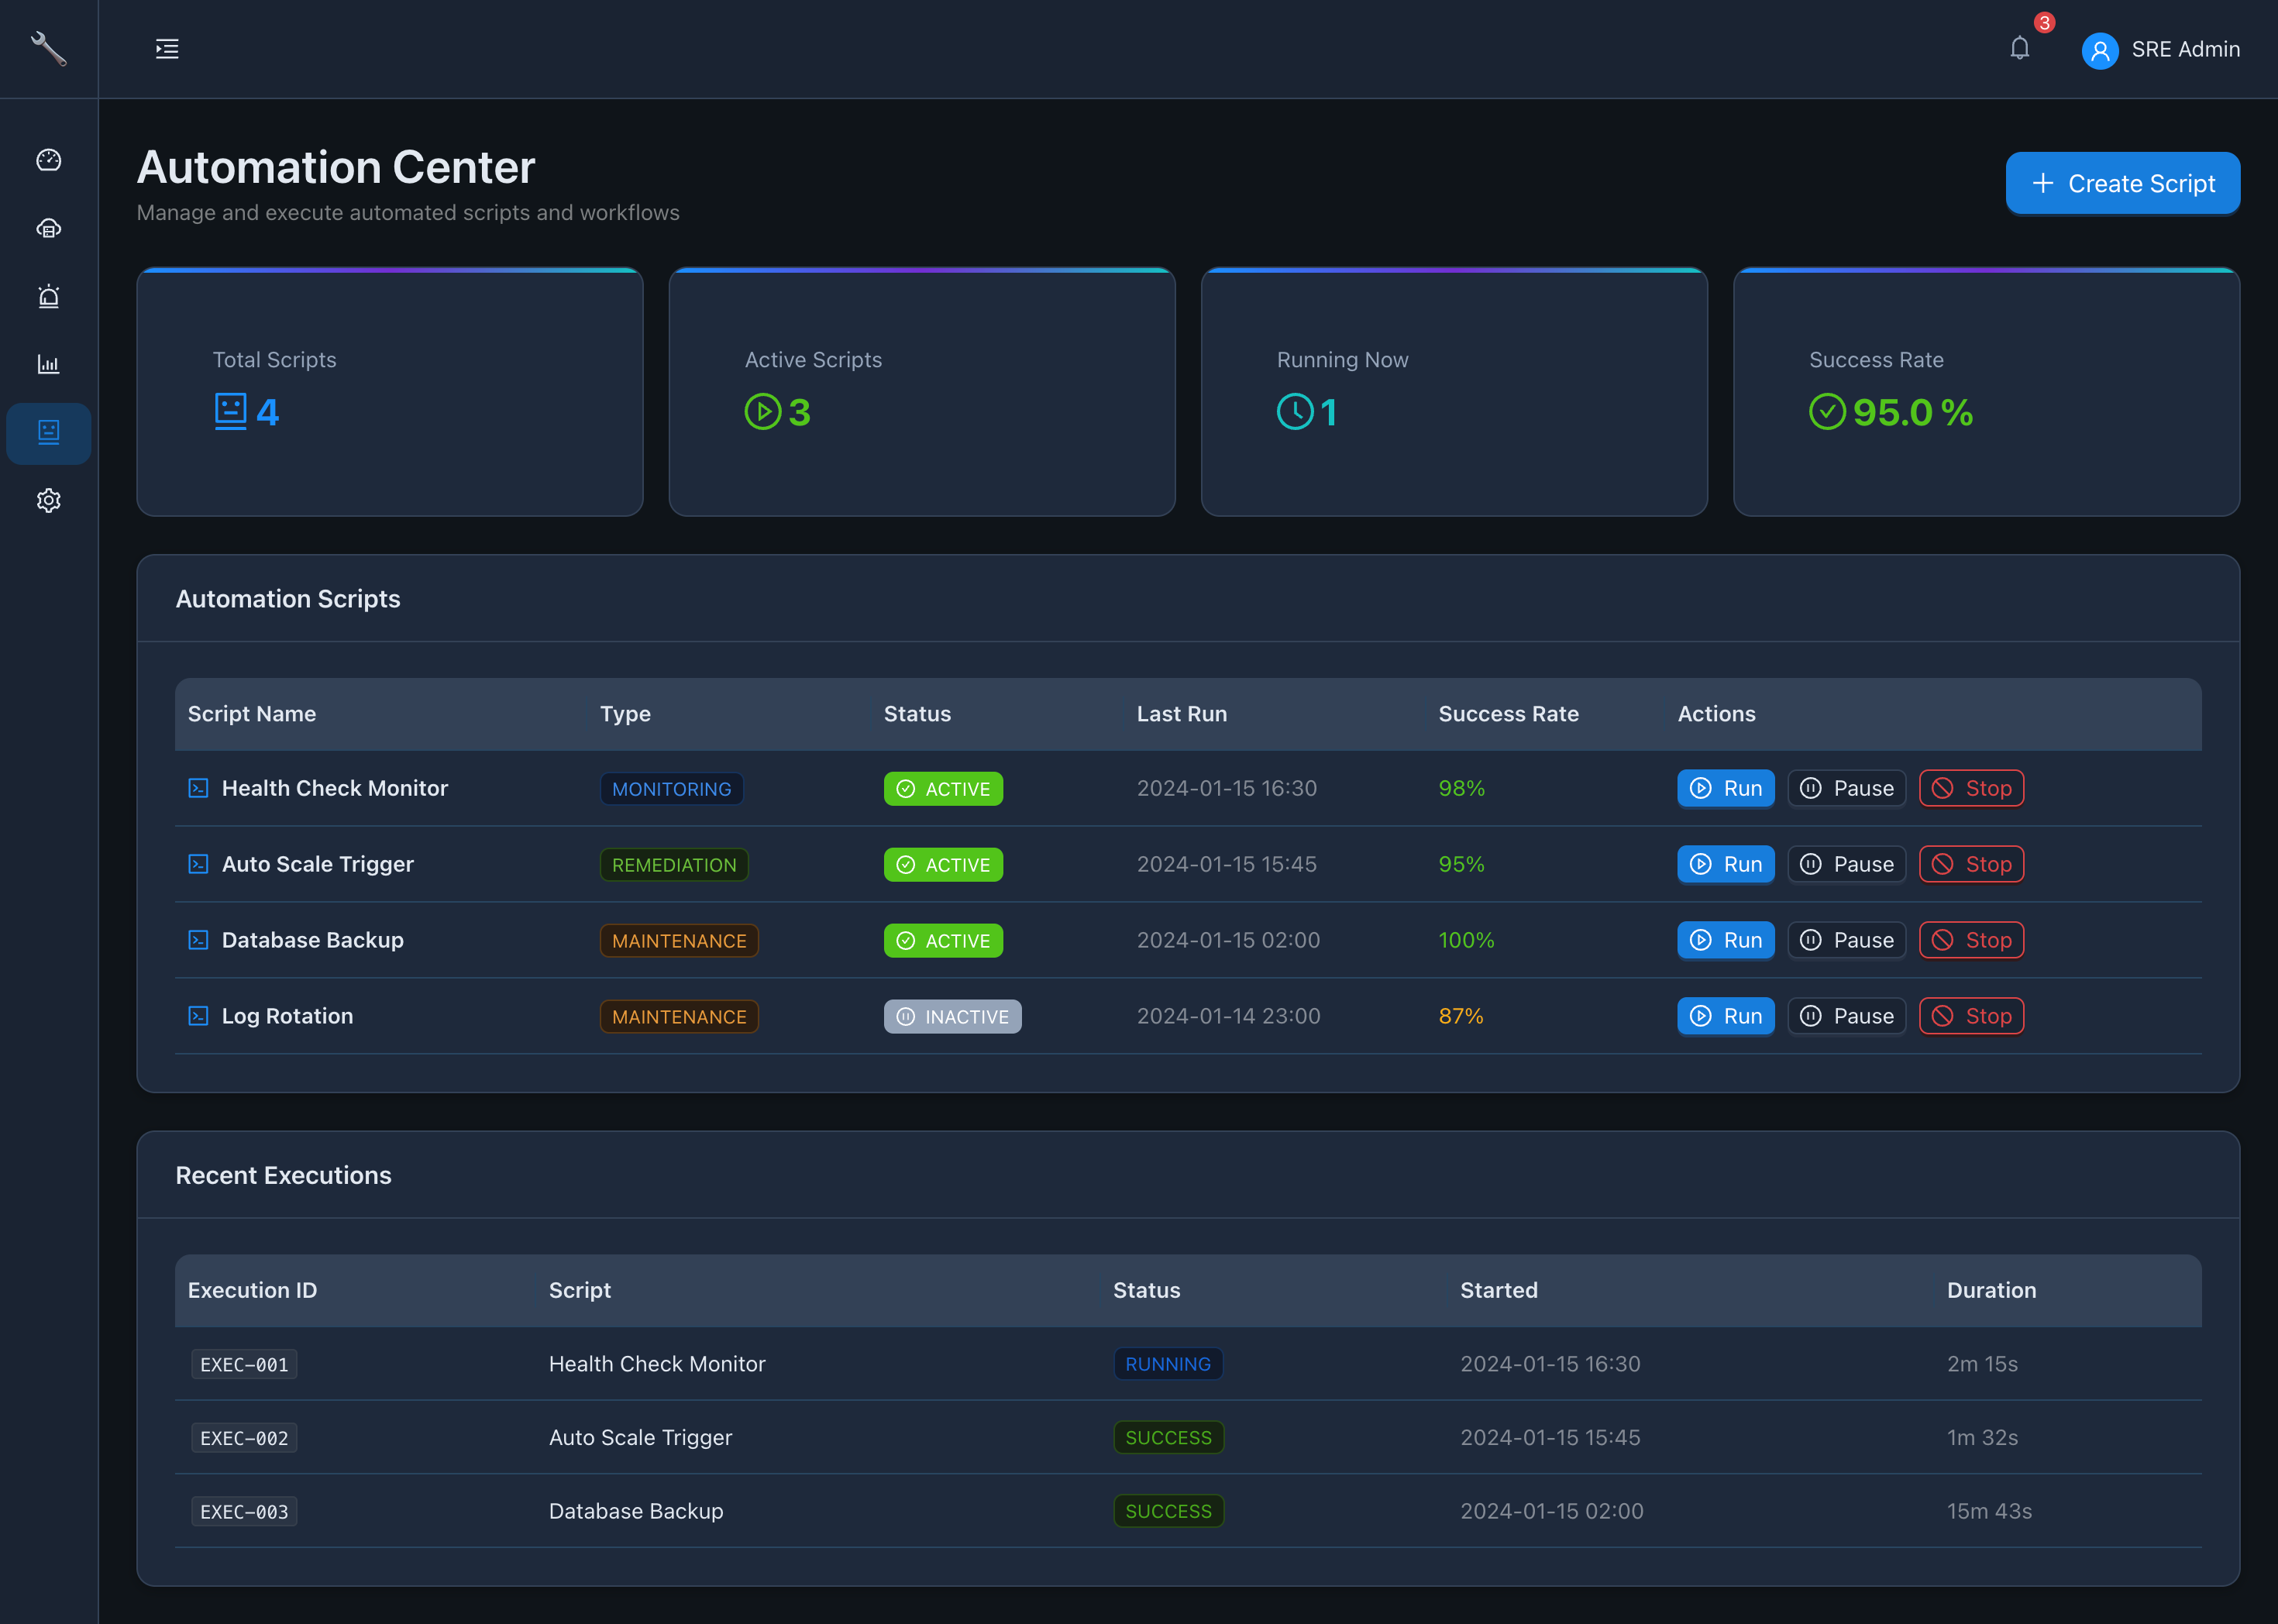 3
SRE Admin
Automation Center
Manage and execute automated scripts and workflows
Create Script
Total Scripts
4
Active Scripts
3
Running Now
1
Success Rate
95.0 %
Automation Scripts
Script Name Type Status Last Run Success Rate Actions
Health Check Monitor MONITORING ACTIVE 2024-01-15 16:30 98% Run Pause Stop
Auto Scale Trigger REMEDIATION ACTIVE 2024-01-15 15:45 95% Run Pause Stop
Database Backup MAINTENANCE ACTIVE 2024-01-15 02:00 100% Run Pause Stop
Log Rotation MAINTENANCE INACTIVE 2024-01-14 23:00 87% Run Pause Stop
Recent Executions
Execution ID Script Status Started Duration
EXEC-001 Health Check Monitor RUNNING 2024-01-15 16:30 2m 15s
EXEC-002 Auto Scale Trigger SUCCESS 2024-01-15 15:45 1m 32s
EXEC-003 Database Backup SUCCESS 2024-01-15 02:00 15m 43s